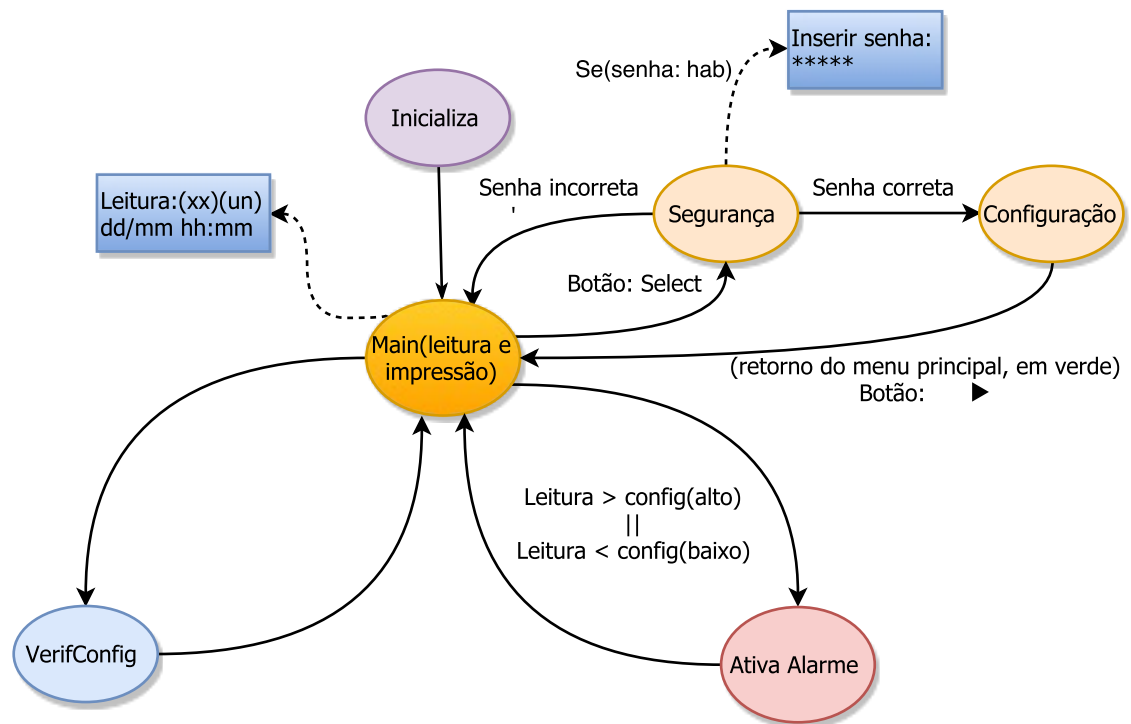 Inserir senha:
*****
Se(senha: hab)
Inicializa
Leitura:(xx)(un)
dd/mm hh:mm
Senha incorreta
'
Segurança
Senha correta
Configuração
Botão: Select
Main(leitura e
impressão)
(retorno do menu principal, em verde)
Botão: ▶
Leitura > config(alto)
||
Leitura < config(baixo)
VerifConfig
Ativa Alarme